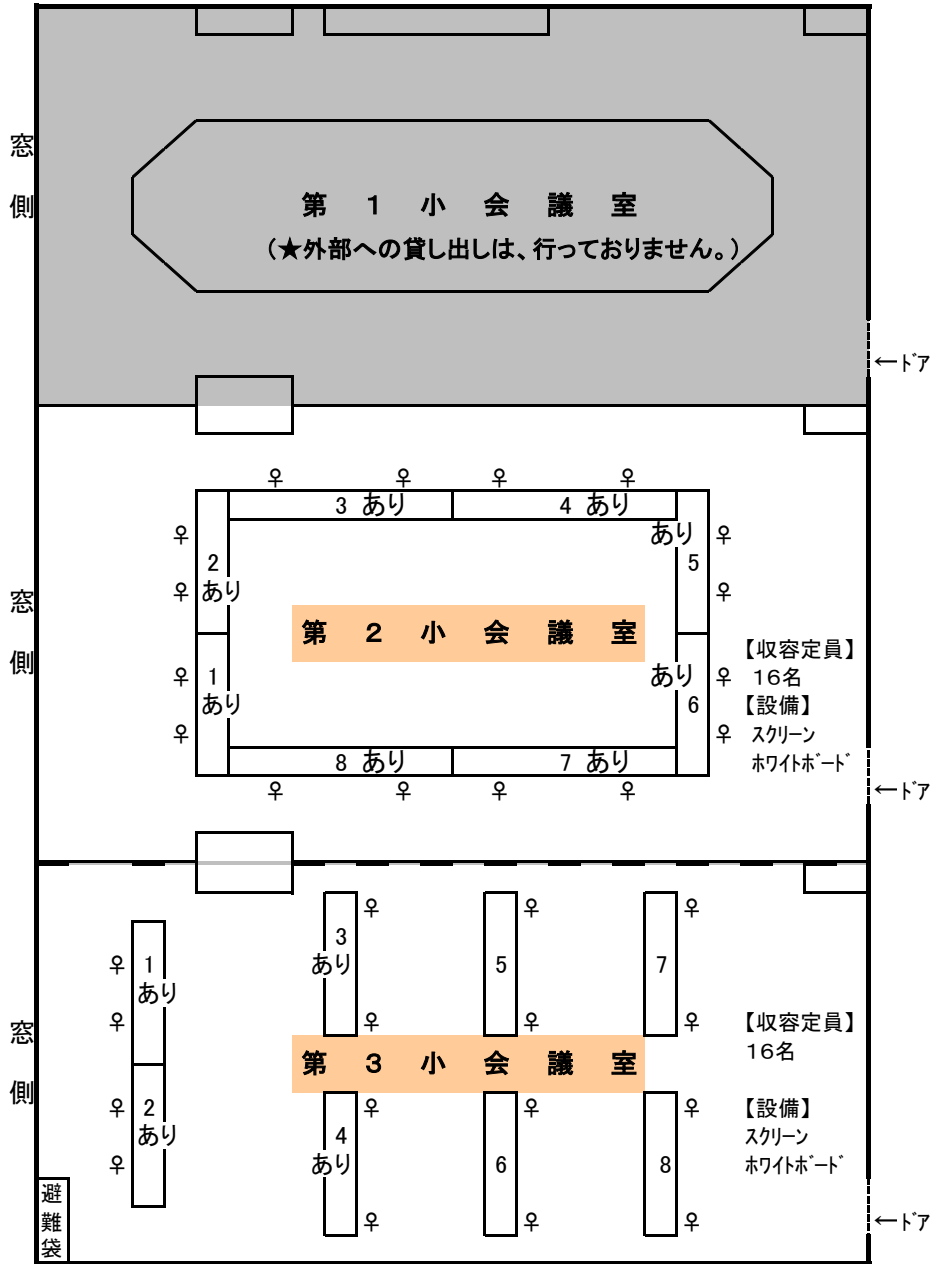 窓側
第１小会議室
（★外部への貸し出しは、行っておりません。）
←ﾄﾞｱ
3 あり
4 あり
2
あり
あり
5
窓側
第２小会議室
1
あり
あり
6
8 あり
7 あり
【収容定員】
16名
【設備】
ｽｸﾘｰﾝ
ﾎﾜｲﾄﾎﾞｰﾄﾞ
←ﾄﾞｱ
1
あり
3
あり
5
7
窓側
第３小会議室
2
あり
4
あり
6
8
【収容定員】
16名
【設備】
ｽｸﾘｰﾝ
ﾎﾜｲﾄﾎﾞｰﾄﾞ
避難袋
←ﾄﾞｱ